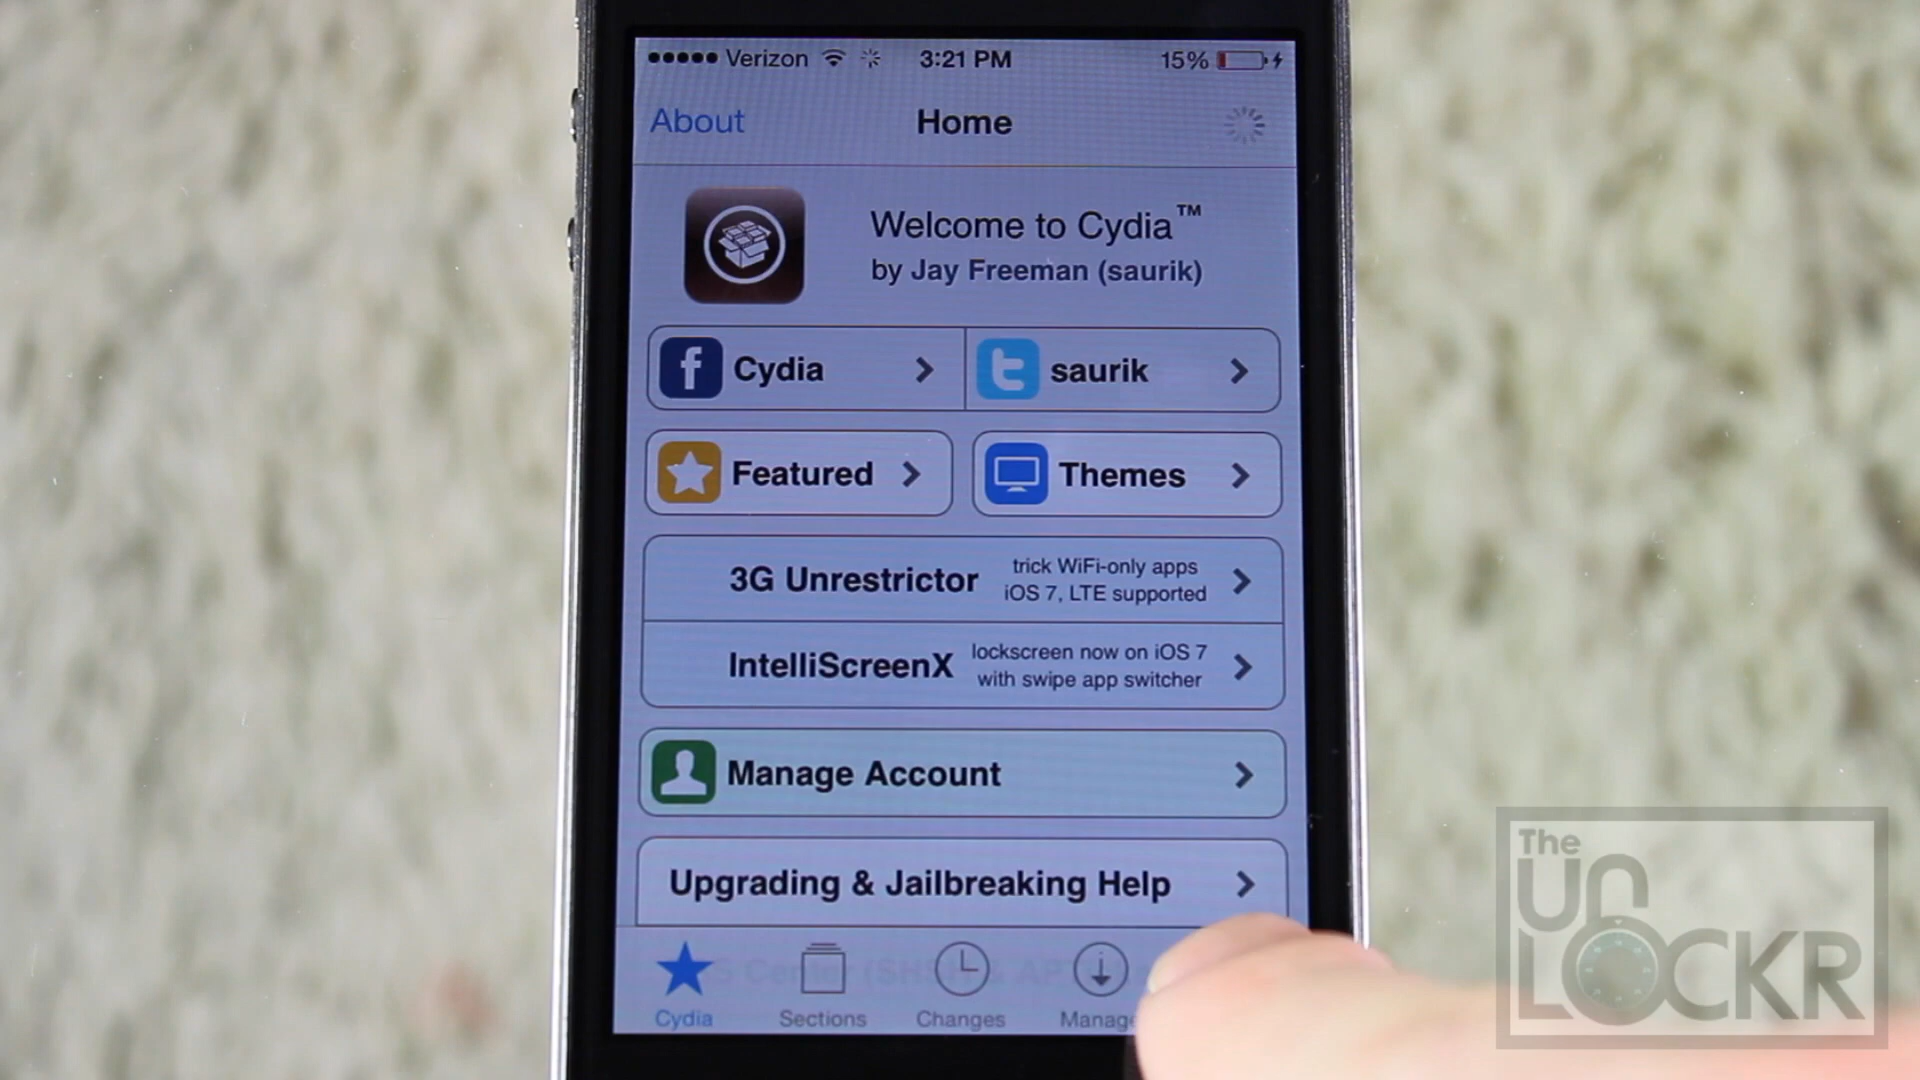 Verizon 3:21 PM 15%
About Home
Welcome to Cydia™
by Jay Freeman (saurik)
Cydia
saurik
Featured
Themes
3G Unrestrictor
trick WiFi-only apps
iOS 7, LTE supported
IntelliScreenX
lockscreen now on iOS 7
with swipe app switcher
Manage Account
Upgrading & Jailbreaking Help
Cydia Sections Changes Manage
The
UN
LOCKR